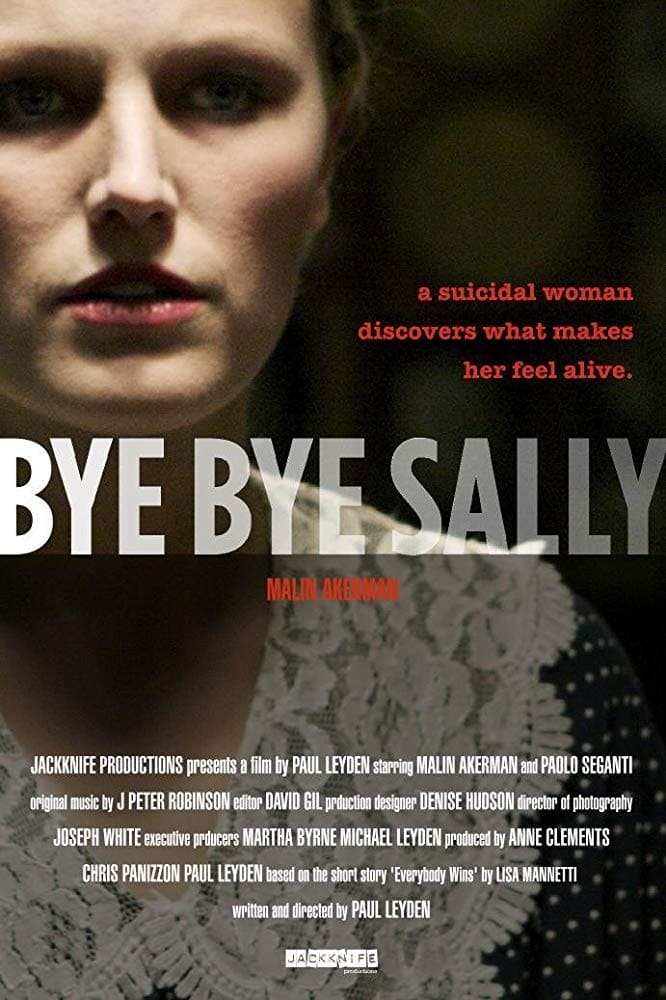 a suicidal woman
discovers what makes
her feel alive.
BYE BYE SALLY
MALIN AKERMAN
JACKKNIFE PRODUCTIONS presents a film by PAUL LEYDEN starring MALIN AKERMAN and PAOLO SEGANTI
original music by J PETER ROBINSON editor DAVID GIL prduction designer DENISE HUDSON director of photography
JOSEPH WHITE executive prducers MARTHA BYRNE MICHAEL LEYDEN produced by ANNE CLEMENTS
CHRIS PANIZZON PAUL LEYDEN based on the short story 'Everybody Wins' by LISA MANNETTI
written and directed by PAUL LEYDEN
JACKKNIFE
productions